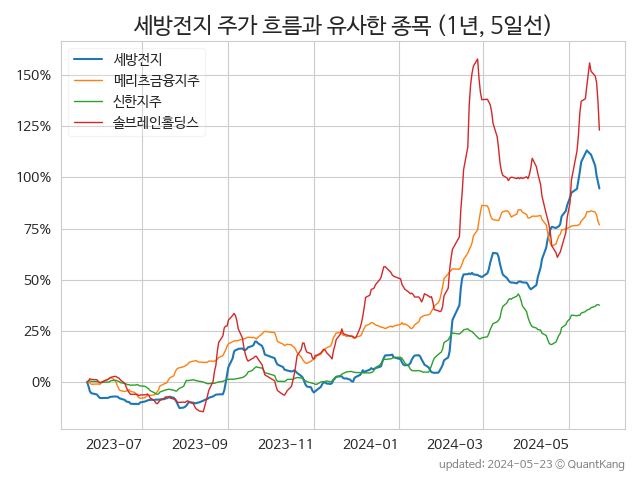 세방전지 주가 흐름과 유사한 종목 (1년, 5일선)
세방전지
메리츠금융지주
신한지주
솔브레인홀딩스
150%
125%
100%
75%
50%
25%
0%
2023-07 2023-09 2023-11 2024-01 2024-03 2024-05
updated: 2024-05-23 © QuantKang